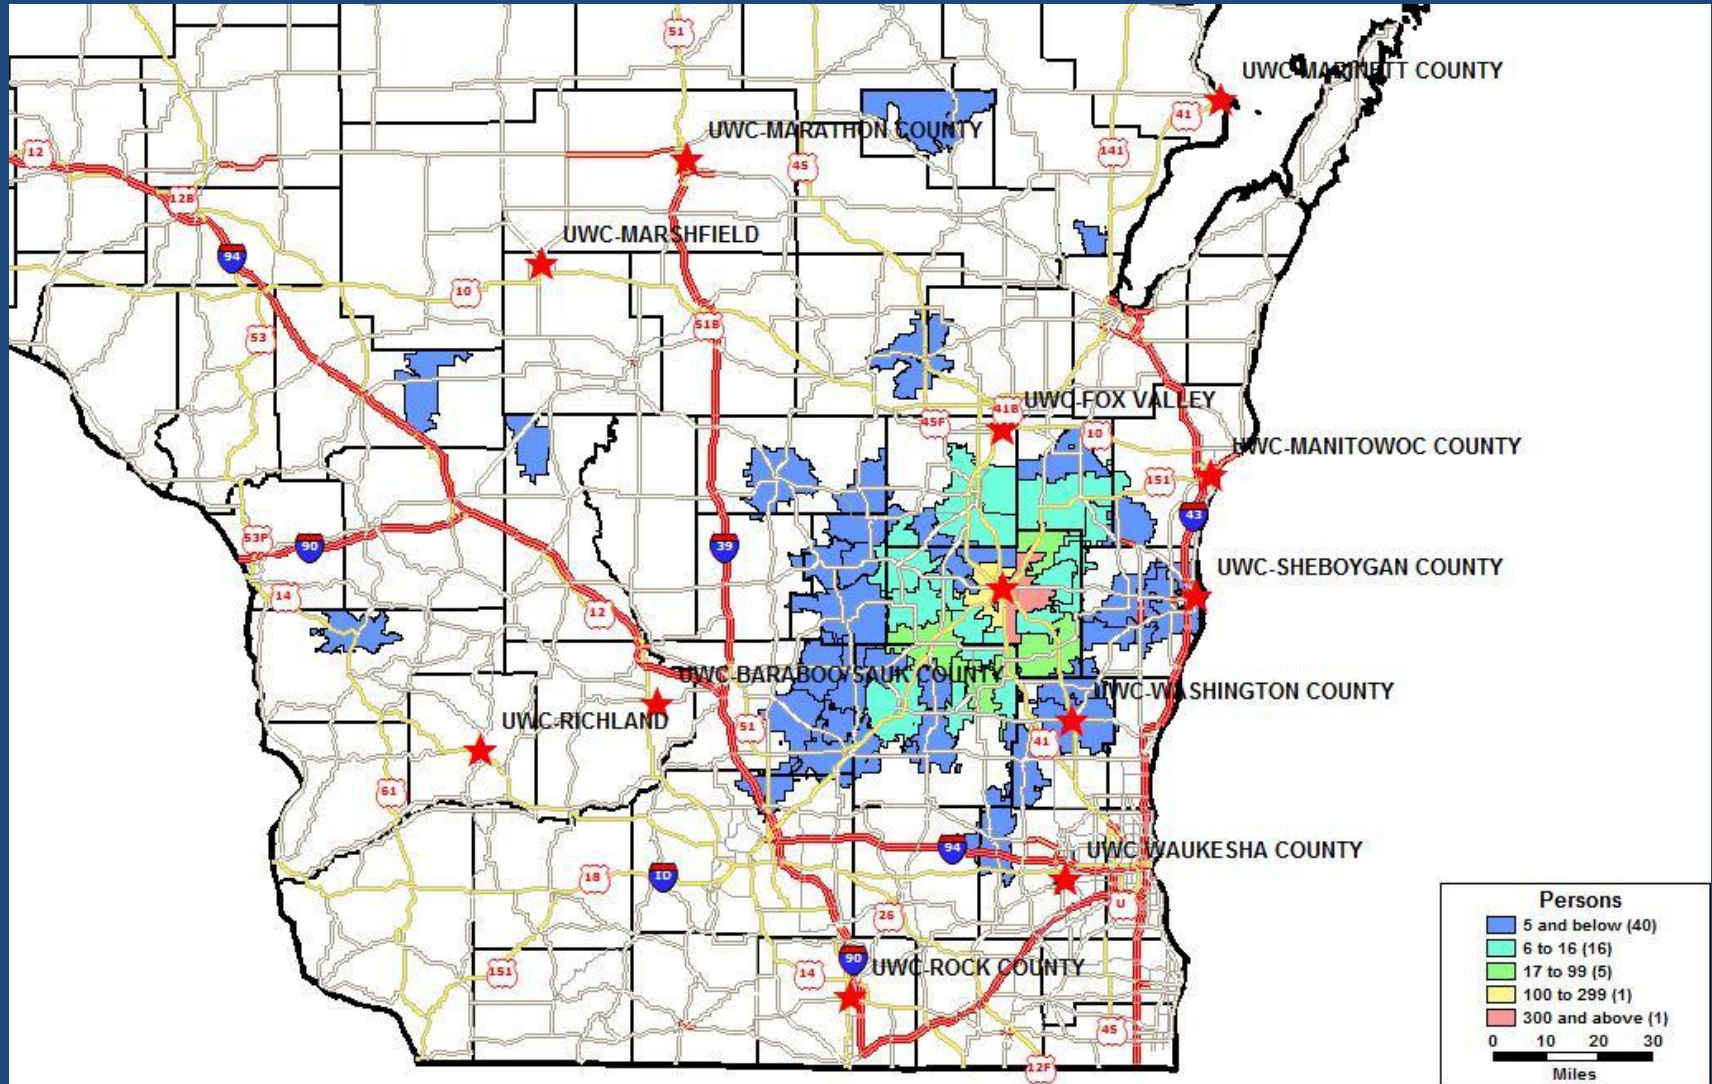 51
UWC-MARINETT COUNTY
41
UWC-MARATHON COUNTY
12
141
45
12B
UWC-MARSHFIELD
94
10
51B
53
UWC-FOX VALLEY
41B
45F
10
UWC-MANITOWOC COUNTY
151
43
53P
90
39
UWC-SHEBOYGAN COUNTY
14
12
UWC-BARABOO/SAUK COUNTY
UWC-WASHINGTON COUNTY
UWC-RICHLAND
51
41
61
94
UWC-WAUKESHA COUNTY
18
ID
U
26
90
UWC-ROCK COUNTY
151
14
45
12F
Persons
5 and below (40)
6 to 16 (16)
17 to 99 (5)
100 to 299 (1)
300 and above (1)
0 10 20 30
Miles